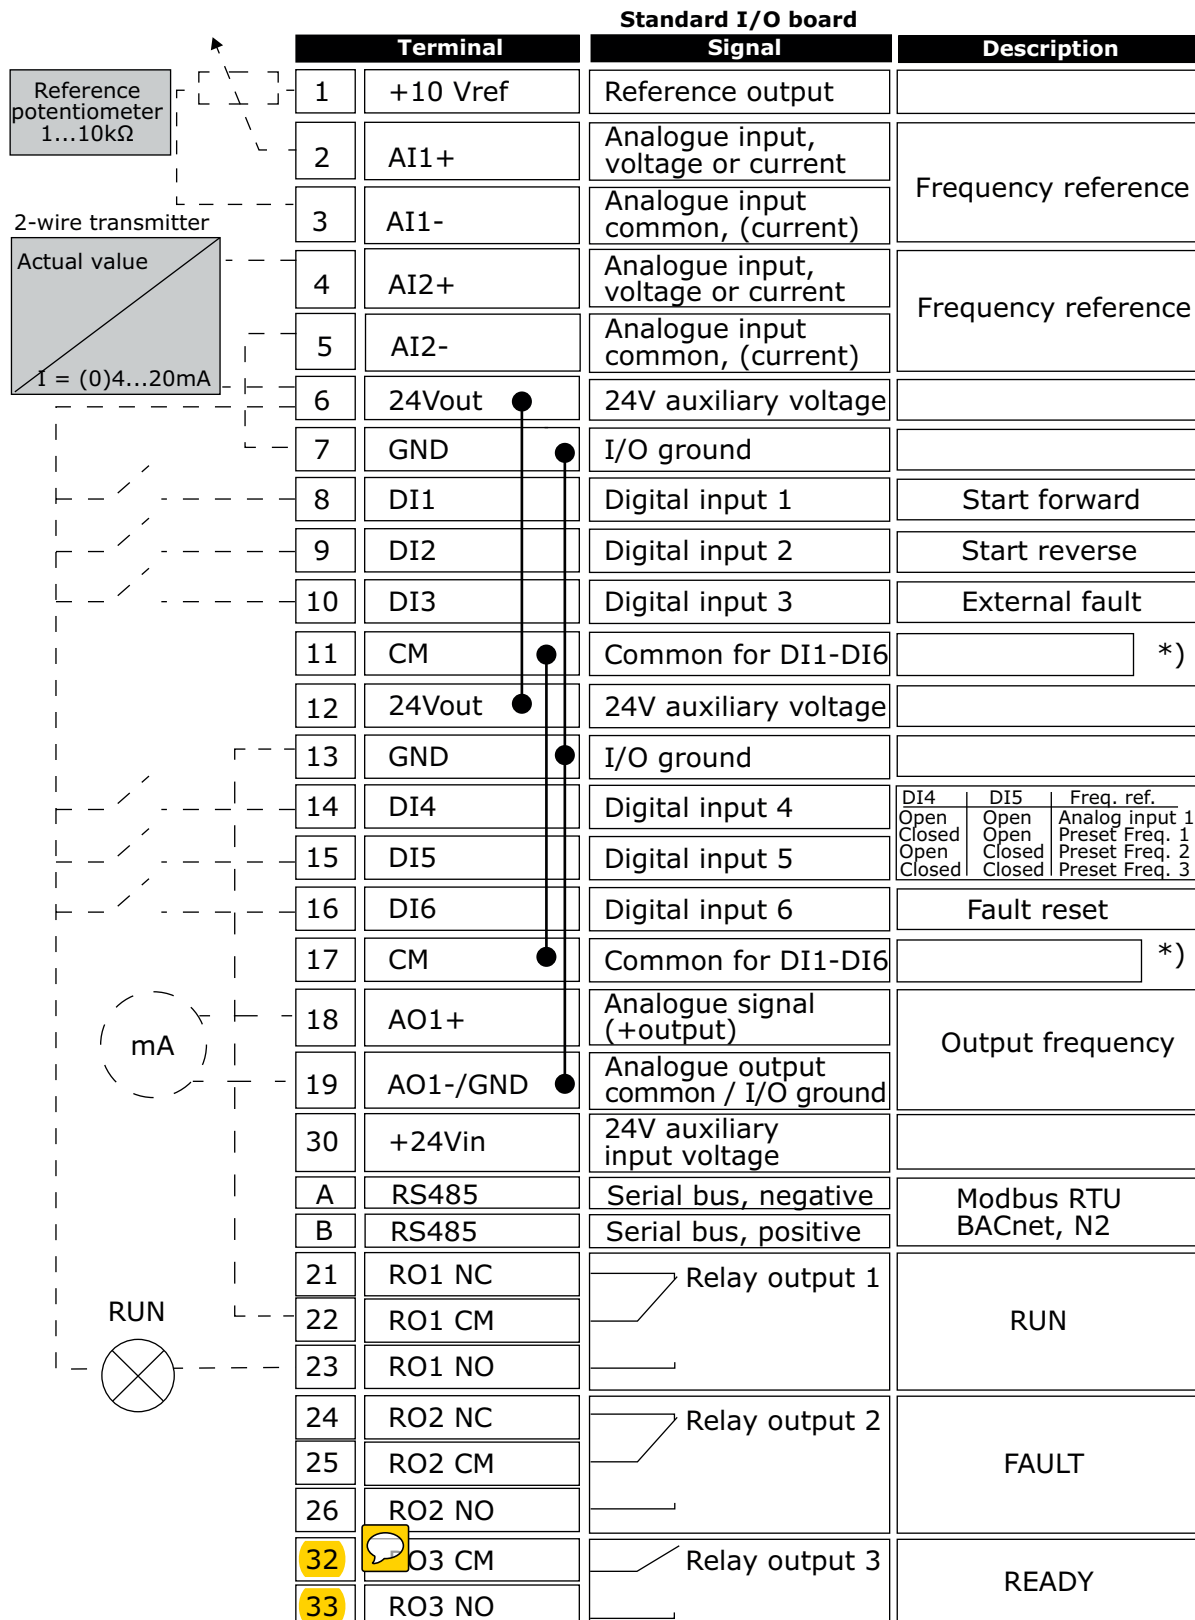 Standard I/O board
Terminal Signal Description
Reference
potentiometer
1...10kΩ
1 +10 Vref Reference output
2 AI1+ Analogue input,
voltage or current
Frequency reference
3 AI1- Analogue input
common, (current)
2-wire transmitter
Actual value
I = (0)4...20mA
4 AI2+ Analogue input,
voltage or current
Frequency reference
5 AI2- Analogue input
common, (current)
6 24Vout 24V auxiliary voltage
7 GND I/O ground
8 DI1 Digital input 1 Start forward
9 DI2 Digital input 2 Start reverse
10 DI3 Digital input 3 External fault
11 CM Common for DI1-DI6 *)
12 24Vout 24V auxiliary voltage
13 GND I/O ground
14 DI4 Digital input 4
15 DI5 Digital input 5
DI4 DI5 Freq. ref.
Open Open Analog input 1
Closed Open Preset Freq. 1
Open Closed Preset Freq. 2
Closed Closed Preset Freq. 3
16 DI6 Digital input 6 Fault reset
17 CM Common for DI1-DI6 *)
mA
18 AO1+ Analogue signal
(+output)
Output frequency
19 AO1-/GND Analogue output
common / I/O ground
30 +24Vin 24V auxiliary
input voltage
A RS485 Serial bus, negative
B RS485 Serial bus, positive
Modbus RTU
BACnet, N2
21 RO1 NC Relay output 1
RUN
22 RO1 CM RUN
23 RO1 NO
24 RO2 NC Relay output 2
25 RO2 CM FAULT
26 RO2 NO
32 RO3 CM Relay output 3
READY
33 RO3 NO